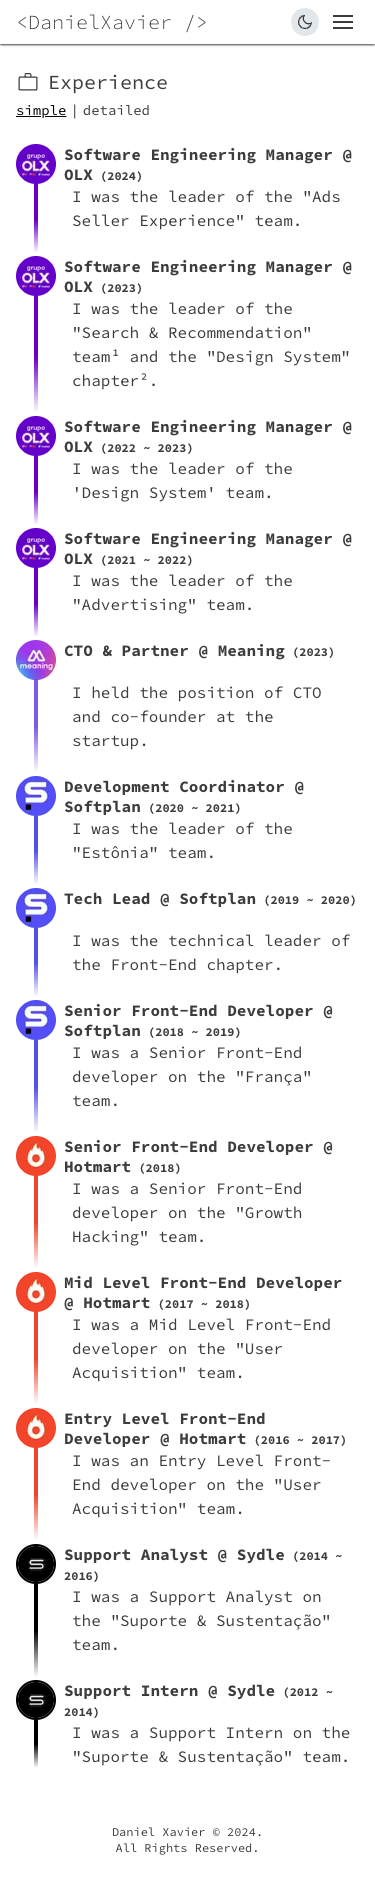 <DanielXavier />
Experience
simple | detailed
grupo
OLX
Software Engineering Manager @
OLX (2024)
I was the leader of the "Ads
Seller Experience" team.
grupo
OLX
Software Engineering Manager @
OLX (2023)
I was the leader of the
"Search & Recommendation"
team¹ and the "Design System"
chapter².
grupo
OLX
Software Engineering Manager @
OLX (2022 ~ 2023)
I was the leader of the
'Design System' team.
grupo
OLX
Software Engineering Manager @
OLX (2021 ~ 2022)
I was the leader of the
"Advertising" team.
meaning
CTO & Partner @ Meaning (2023)
I held the position of CTO
and co-founder at the
startup.
Development Coordinator @
Softplan (2020 ~ 2021)
I was the leader of the
"Estônia" team.
Tech Lead @ Softplan (2019 ~ 2020)
I was the technical leader of
the Front-End chapter.
Senior Front-End Developer @
Softplan (2018 ~ 2019)
I was a Senior Front-End
developer on the "França"
team.
Senior Front-End Developer @
Hotmart (2018)
I was a Senior Front-End
developer on the "Growth
Hacking" team.
Mid Level Front-End Developer
@ Hotmart (2017 ~ 2018)
I was a Mid Level Front-End
developer on the "User
Acquisition" team.
Entry Level Front-End
Developer @ Hotmart (2016 ~ 2017)
I was an Entry Level Front-
End developer on the "User
Acquisition" team.
Support Analyst @ Sydle (2014 ~
2016)
I was a Support Analyst on
the "Suporte & Sustentação"
team.
Support Intern @ Sydle (2012 ~
2014)
I was a Support Intern on the
"Suporte & Sustentação" team.
Daniel Xavier © 2024.
All Rights Reserved.